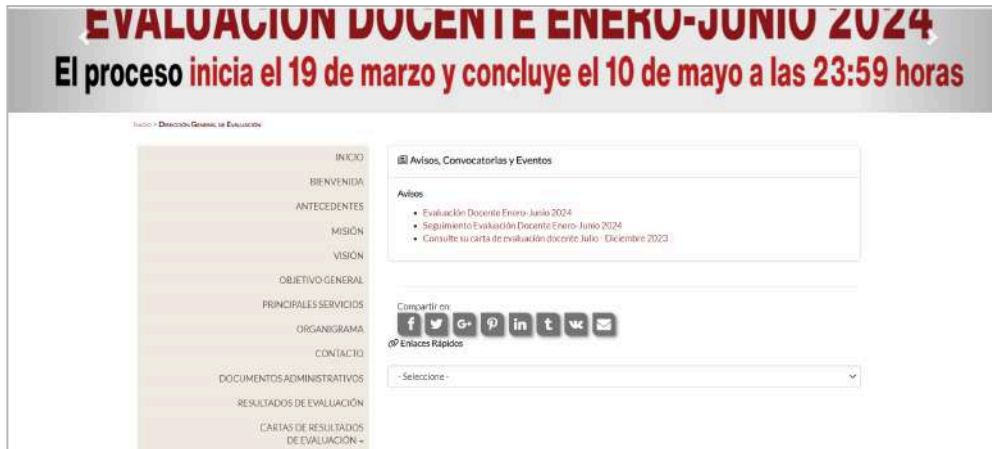 EVALUACIÓN DOCENTE ENERO-JUNIO 2024
El proceso inicia el 19 de marzo y concluye el 10 de mayo a las 23:59 horas
INICIO > DIRECCIÓN GENERAL DE EVALUACIÓN
INICIO
BIENVENIDA
ANTECEDENTES
MISIÓN
VISIÓN
OBJETIVO GENERAL
PRINCIPALES SERVICIOS
ORGANIGRAMA
CONTACTO
DOCUMENTOS ADMINISTRATIVOS
RESULTADOS DE EVALUACIÓN
CARTAS DE RESULTADOS
DE EVALUACIÓN
Avisos, Convocatorias y Eventos
Avisos
Evaluación Docente Enero-Junio 2024
Seguimiento Evaluación Docente Enero-Junio 2024
Consulte su carta de evaluación docente Julio - Diciembre 2023
Compartir en:
Enlaces Rápidos
- Seleccione -